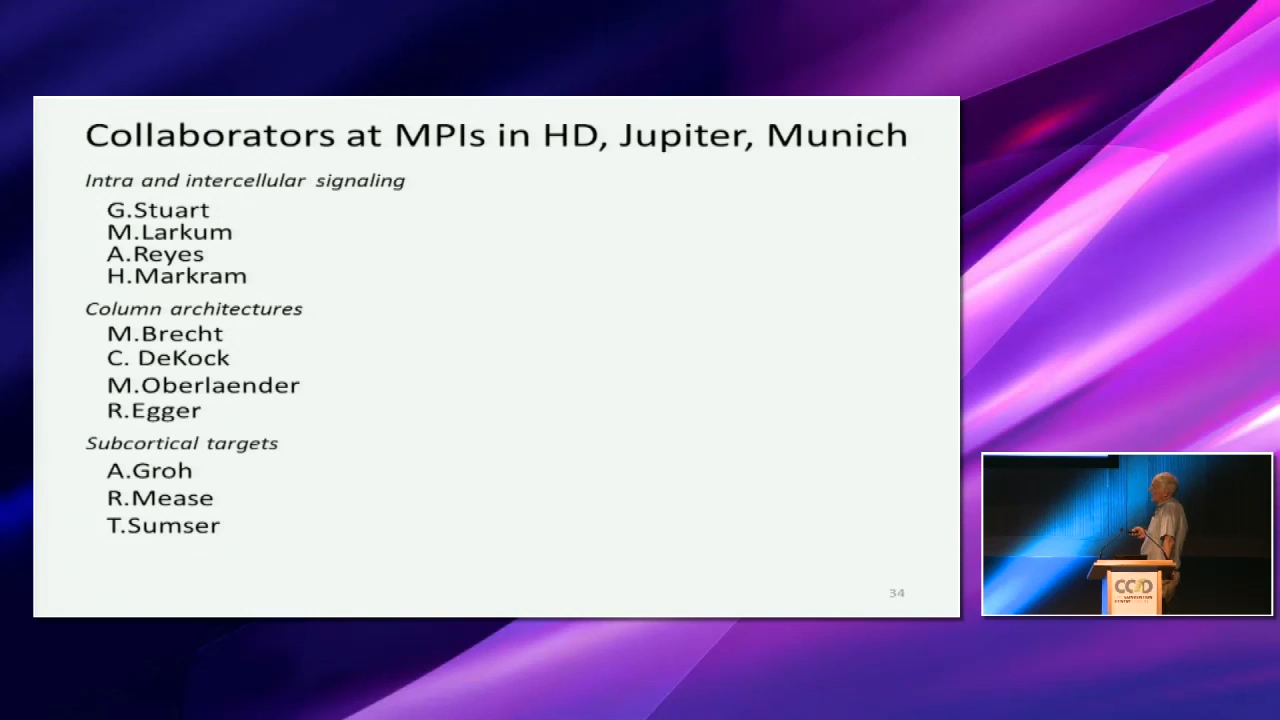 Collaborators at MPIs in HD, Jupiter, Munich
Intra and intercellular signaling
G.Stuart
M.Larkum
A.Reyes
H.Markram
Column architectures
M.Brecht
C. DeKock
M.Oberlaender
R.Egger
Subcortical targets
A.Groh
R.Mease
T.Sumser
34